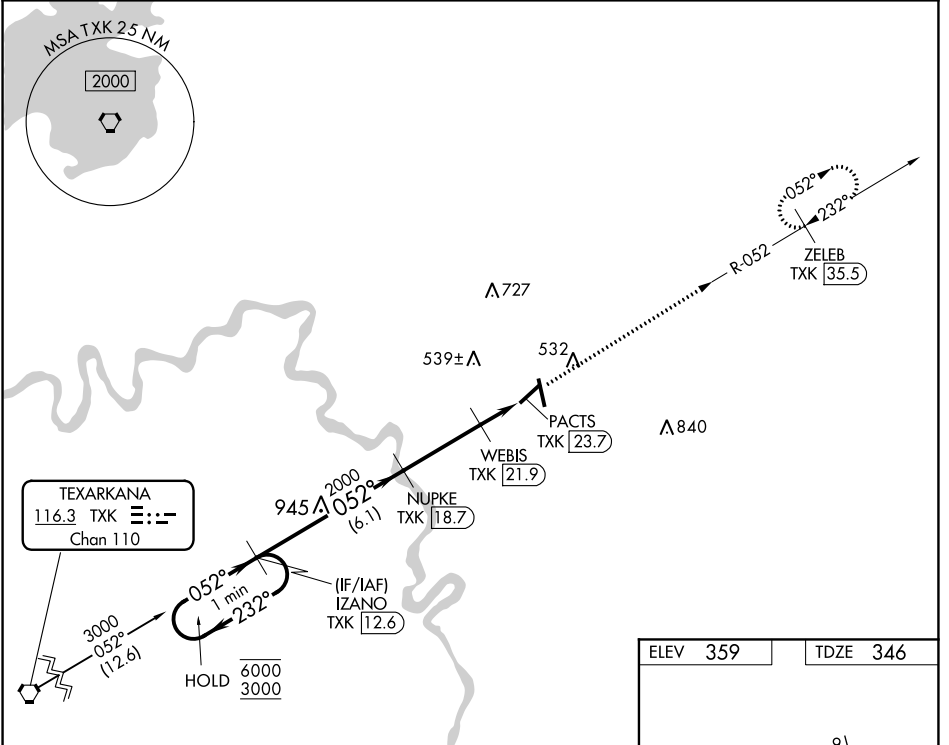 MSA TXK 25 NM
2000
052°
232°
R-052
ZELEB
TXK 35.5
727
539±
532
PACTS
TXK 23.7
840
WEBIS
TXK 21.9
2000
945
052°
(6.1)
NUPKE
TXK 18.7
TEXARKANA
116.3 TXK
Chan 110
052°
1 min
232°
(IF/IAF)
IZANO
TXK 12.6
3000
052°
(12.6)
HOLD
6000
3000
ELEV 359
TDZE 346